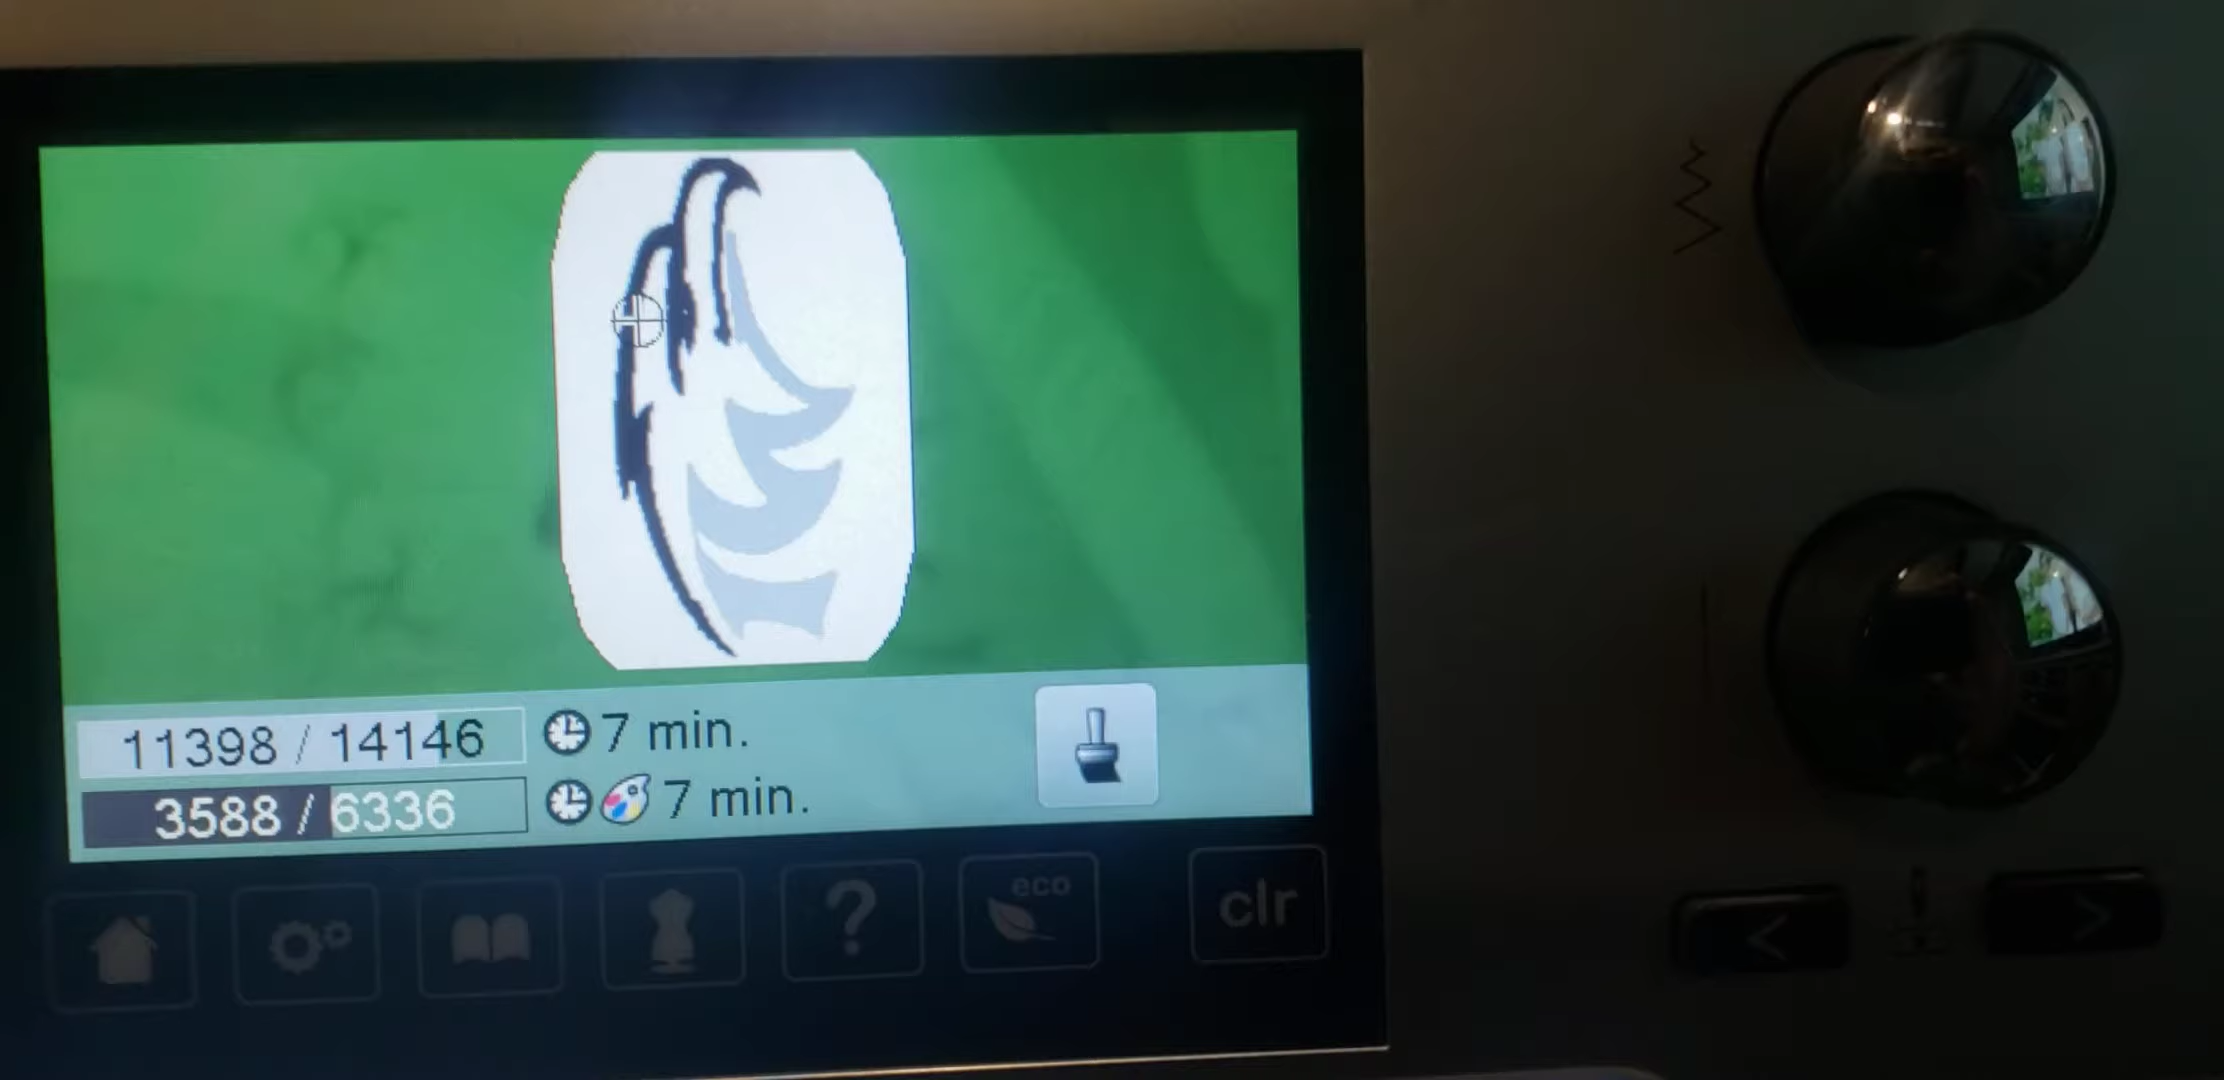 11398 / 14146
7 min.
3588 / 6336
7 min.
?
eco
clr
< >